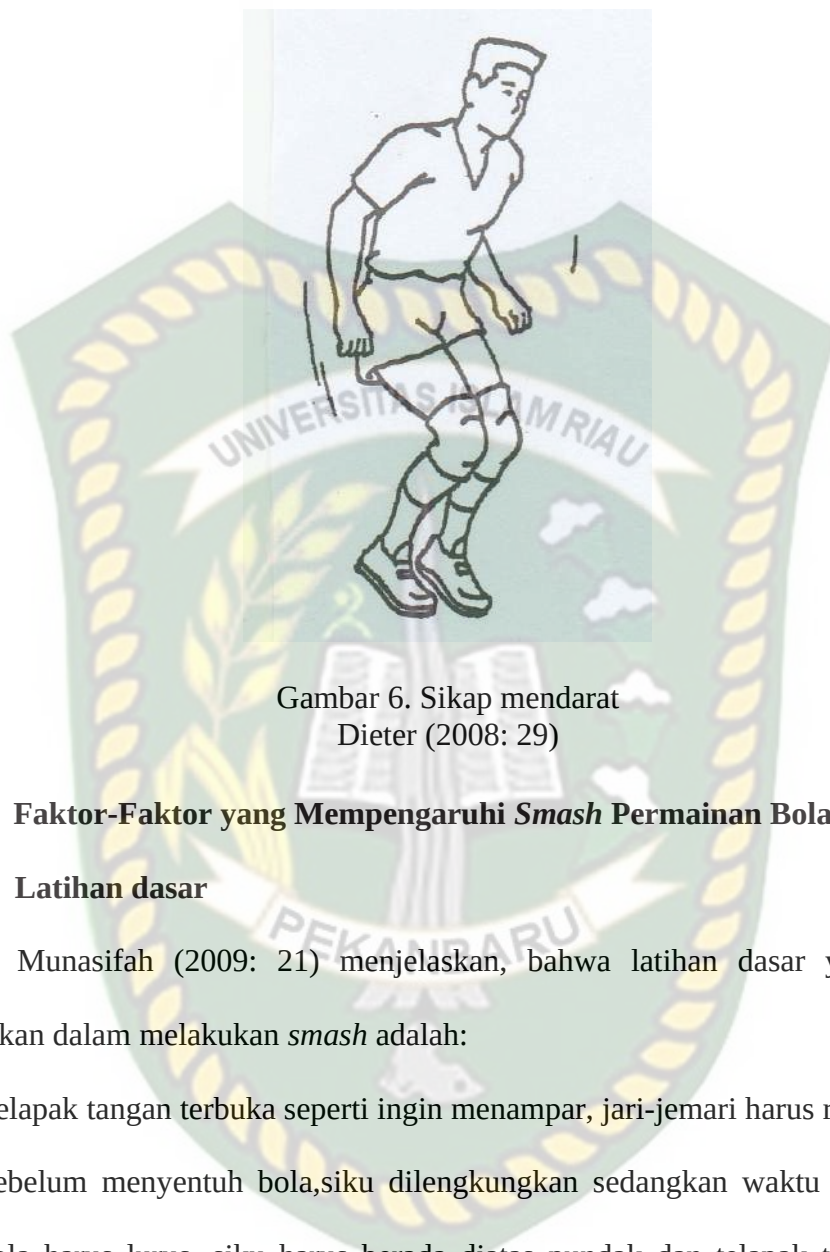 UNIVERSITAS ISLAM RIAU
Gambar 6. Sikap mendarat
Dieter (2008: 29)
Faktor-Faktor yang Mempengaruhi Smash Permainan Bola
Latihan dasar
Munasifah (2009: 21) menjelaskan, bahwa latihan dasar
PEKANBARU
kan dalam melakukan smash adalah:
elapak tangan terbuka seperti ingin menampar, jari-jemari harus
ebelum menyentuh bola,siku dilengkungkan sedangkan waktu